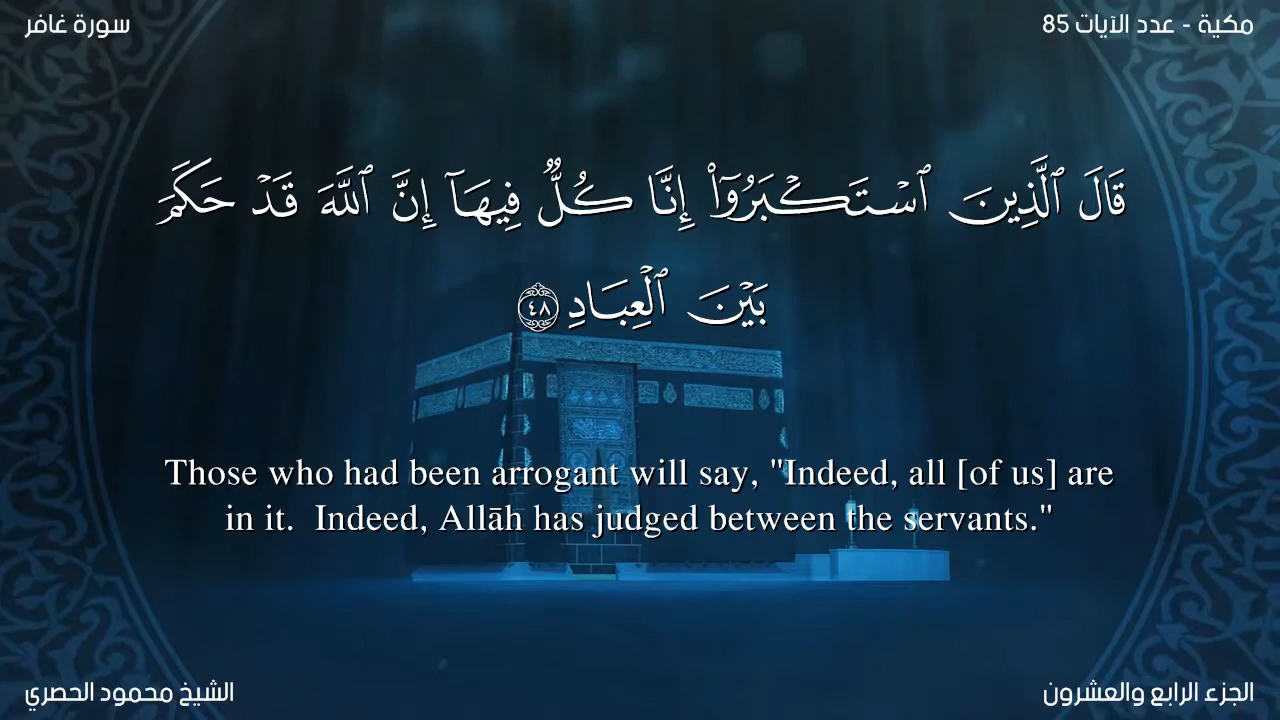 سورة غافر
مكية - عدد الآيات 85
قَالَ ٱلَّذِينَ ٱسْتَكْبَرُوٓا۟ إِنَّا كُلٌّ فِيهَآ إِنَّ ٱللَّهَ قَدْ حَكَمَ
بَيْنَ ٱلْعِبَادِ ٤٨
Those who had been arrogant will say, "Indeed, all [of us] are
in it.  Indeed, Allāh has judged between the servants."
الشيخ محمود الحصري
الجزء الرابع والعشرون